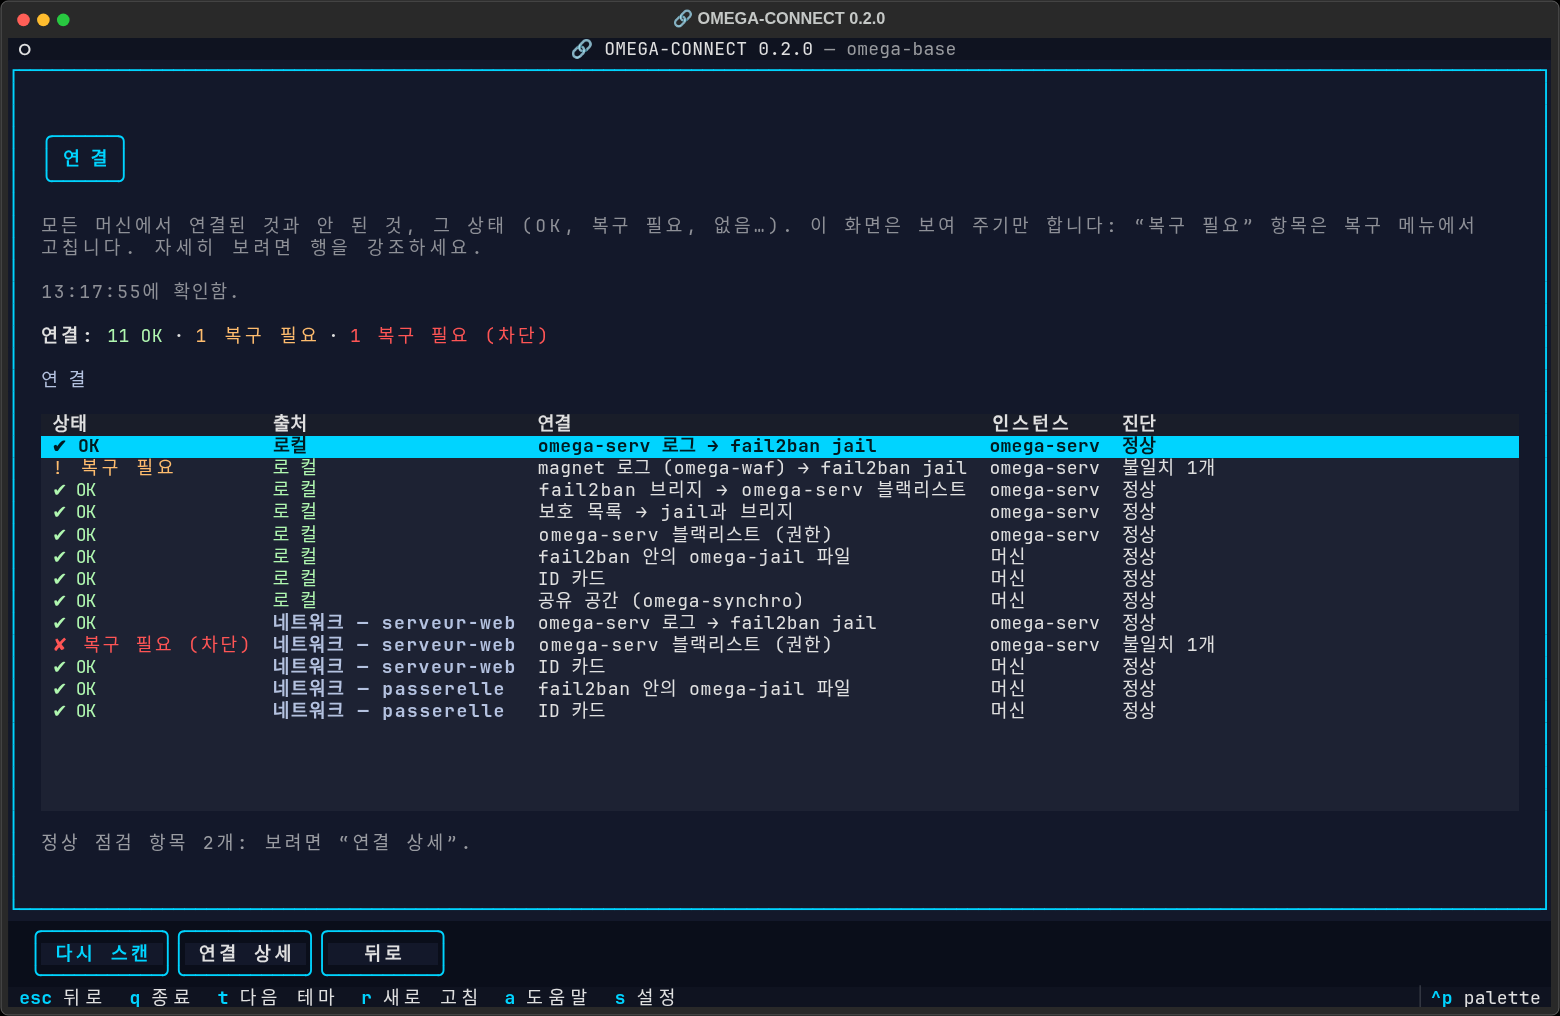 🔗 OMEGA-CONNECT 0.2.0
🔗 OMEGA-CONNECT 0.2.0 — omega-base
연결
모든 머신에서 연결된 것과 안 된 것, 그 상태 (OK, 복구 필요, 없음…). 이 화면은 보여 주기만 합니다: “복구 필요” 항목은 복구 메뉴에서
고칩니다. 자세히 보려면 행을 강조하세요.
13:17:55에 확인함.
연결: 11 OK · 1 복구 필요 · 1 복구 필요 (차단)
연결
상태 출처 연결 인스턴스 진단
✔ OK 로컬 omega-serv 로그 → fail2ban jail omega-serv 정상
! 복구 필요 로컬 magnet 로그 (omega-waf) → fail2ban jail omega-serv 불일치 1개
✔ OK 로컬 fail2ban 브리지 → omega-serv 블랙리스트 omega-serv 정상
✔ OK 로컬 보호 목록 → jail과 브리지 omega-serv 정상
✔ OK 로컬 omega-serv 블랙리스트 (권한) omega-serv 정상
✔ OK 로컬 fail2ban 안의 omega-jail 파일 머신 정상
✔ OK 로컬 ID 카드 머신 정상
✔ OK 로컬 공유 공간 (omega-synchro) 머신 정상
✔ OK 네트워크 — serveur-web omega-serv 로그 → fail2ban jail omega-serv 정상
✘ 복구 필요 (차단) 네트워크 — serveur-web omega-serv 블랙리스트 (권한) omega-serv 불일치 1개
✔ OK 네트워크 — serveur-web ID 카드 머신 정상
✔ OK 네트워크 — passerelle fail2ban 안의 omega-jail 파일 머신 정상
✔ OK 네트워크 — passerelle ID 카드 머신 정상
정상 점검 항목 2개: 보려면 “연결 상세”.
다시 스캔 연결 상세 뒤로
esc 뒤로 q 종료 t 다음 테마 r 새로 고침 a 도움말 s 설정 ^p palette